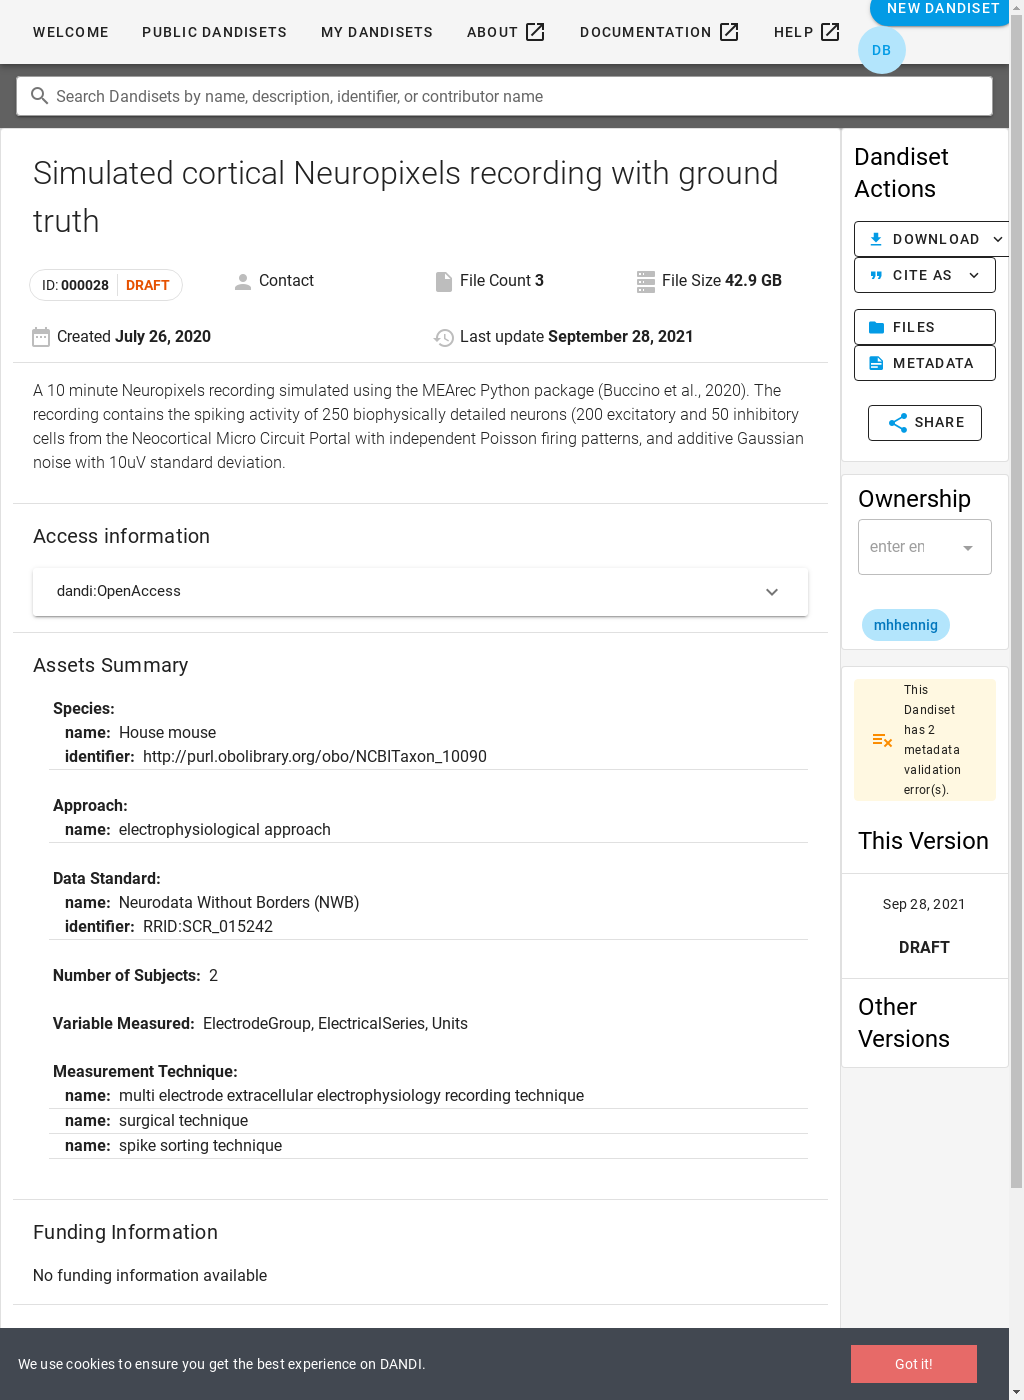 WELCOME PUBLIC DANDISETS MY DANDISETS ABOUT DOCUMENTATION HELP NEW DANDISET
DB
Search Dandisets by name, description, identifier, or contributor name
Simulated cortical Neuropixels recording with ground
truth
ID: 000028 DRAFT
Contact
File Count 3
File Size 42.9 GB
Created July 26, 2020
Last update September 28, 2021
A 10 minute Neuropixels recording simulated using the MEArec Python package (Buccino et al., 2020). The
recording contains the spiking activity of 250 biophysically detailed neurons (200 excitatory and 50 inhibitory
cells from the Neocortical Micro Circuit Portal with independent Poisson firing patterns, and additive Gaussian
noise with 10uV standard deviation.
Access information
dandi:OpenAccess
Assets Summary
Species:
name: House mouse
identifier: http://purl.obolibrary.org/obo/NCBITaxon_10090
Approach:
name: electrophysiological approach
Data Standard:
name: Neurodata Without Borders (NWB)
identifier: RRID:SCR_015242
Number of Subjects: 2
Variable Measured: ElectrodeGroup, ElectricalSeries, Units
Measurement Technique:
name: multi electrode extracellular electrophysiology recording technique
name: surgical technique
name: spike sorting technique
Funding Information
No funding information available
Dandiset
Actions
DOWNLOAD
CITE AS
FILES
METADATA
SHARE
Ownership
enter en
mhhennig
This
Dandiset
has 2
metadata
validation
error(s).
This Version
Sep 28, 2021
DRAFT
Other
Versions
We use cookies to ensure you get the best experience on DANDI.
Got it!